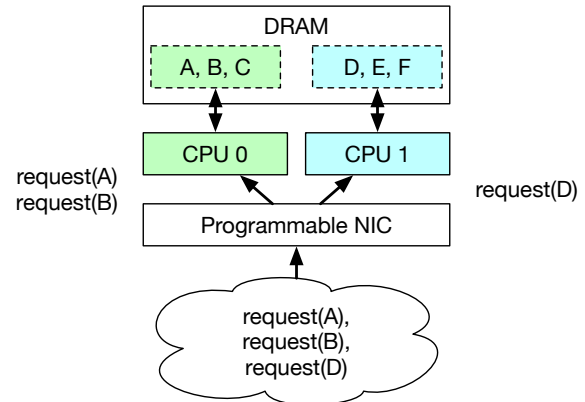 DRAM
A, B, C
D, E, F
CPU 0
CPU 1
request(A)
request(B)
request(D)
Programmable NIC
request(A),
request(B),
request(D)